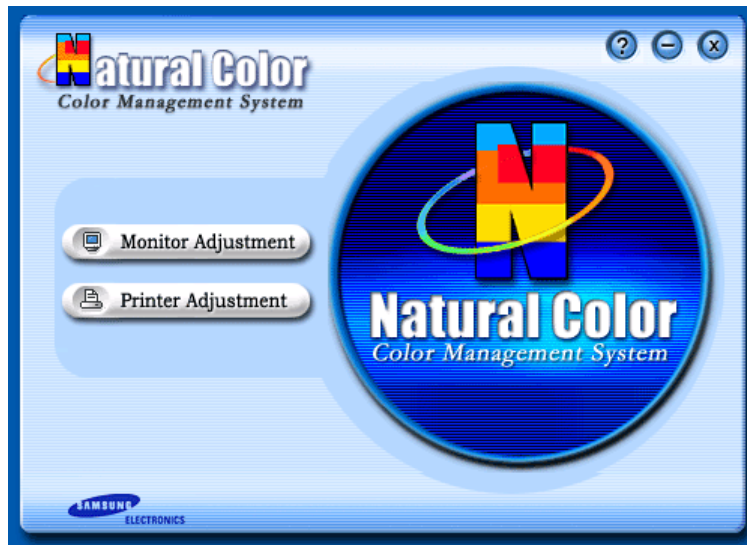 Natural Color
Color Management System
? − x
Monitor Adjustment
Printer Adjustment
N
Natural Color
Color Management System
SAMSUNG
ELECTRONICS